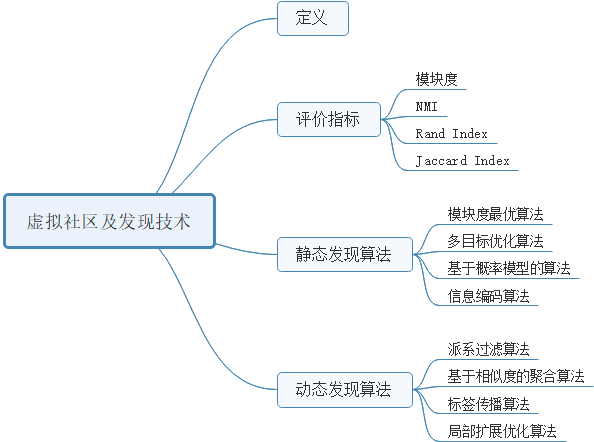 定义
评价指标
模块度
NMI
Rand Index
Jaccard Index
虚拟社区及发现技术
静态发现算法
模块度最优算法
多目标优化算法
基于概率模型的算法
信息编码算法
动态发现算法
派系过滤算法
基于相似度的聚合算法
标签传播算法
局部扩展优化算法